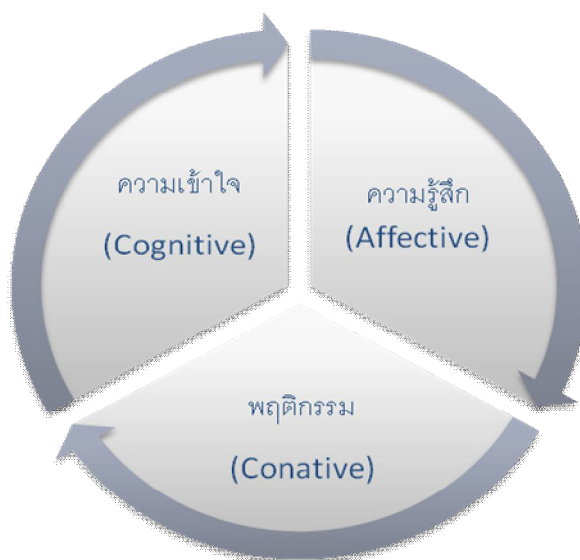 ความเข้าใจ
(Cognitive)
ความรู้สึก
(Affective)
พฤติกรรม
(Conative)